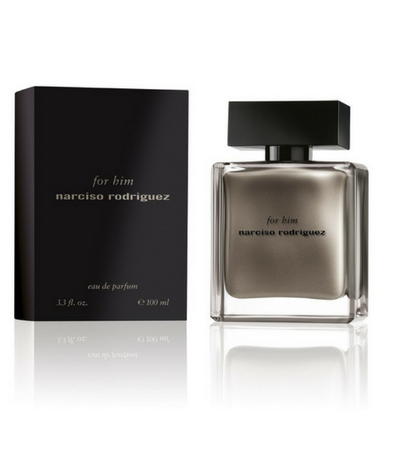 for him
narciso rodriguez
eau de parfum
3.3 fl. oz. ℮ 100 ml
for him
narciso rodriguez